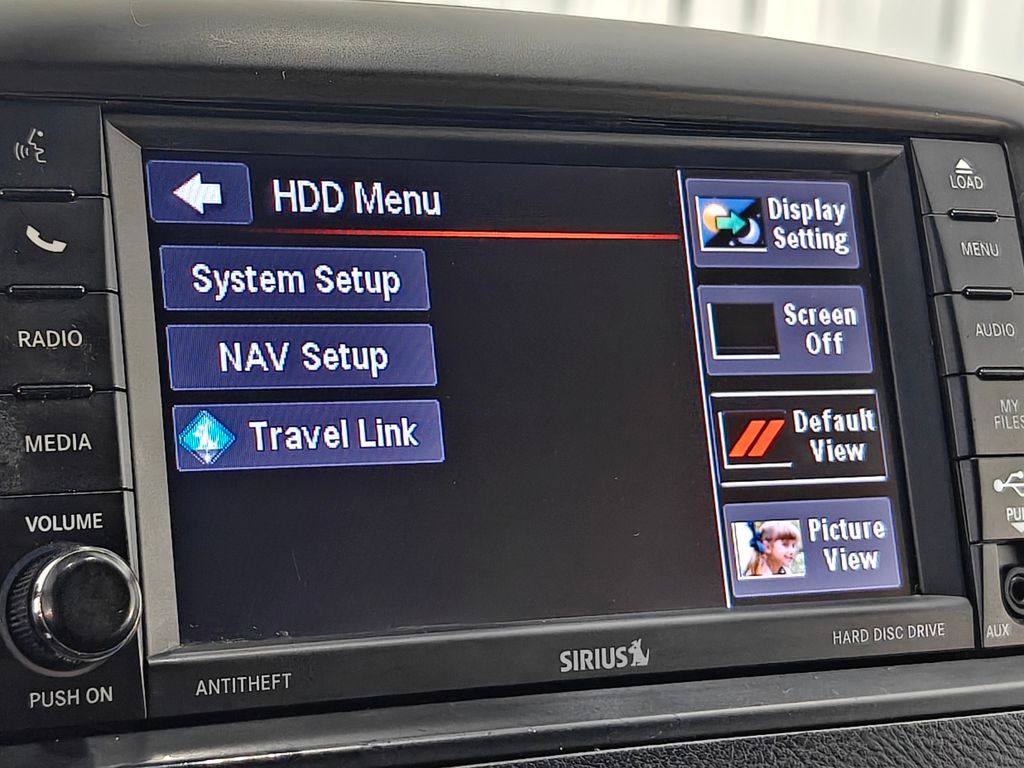 HDD Menu
System Setup
NAV Setup
Travel Link
Display
Setting
Screen
Off
Default
View
Picture
View
RADIO
MEDIA
VOLUME
PUSH ON
ANTITHEFT
SIRIUS
HARD DISC DRIVE
LOAD
MENU
AUDIO
MY
FILES
AUX